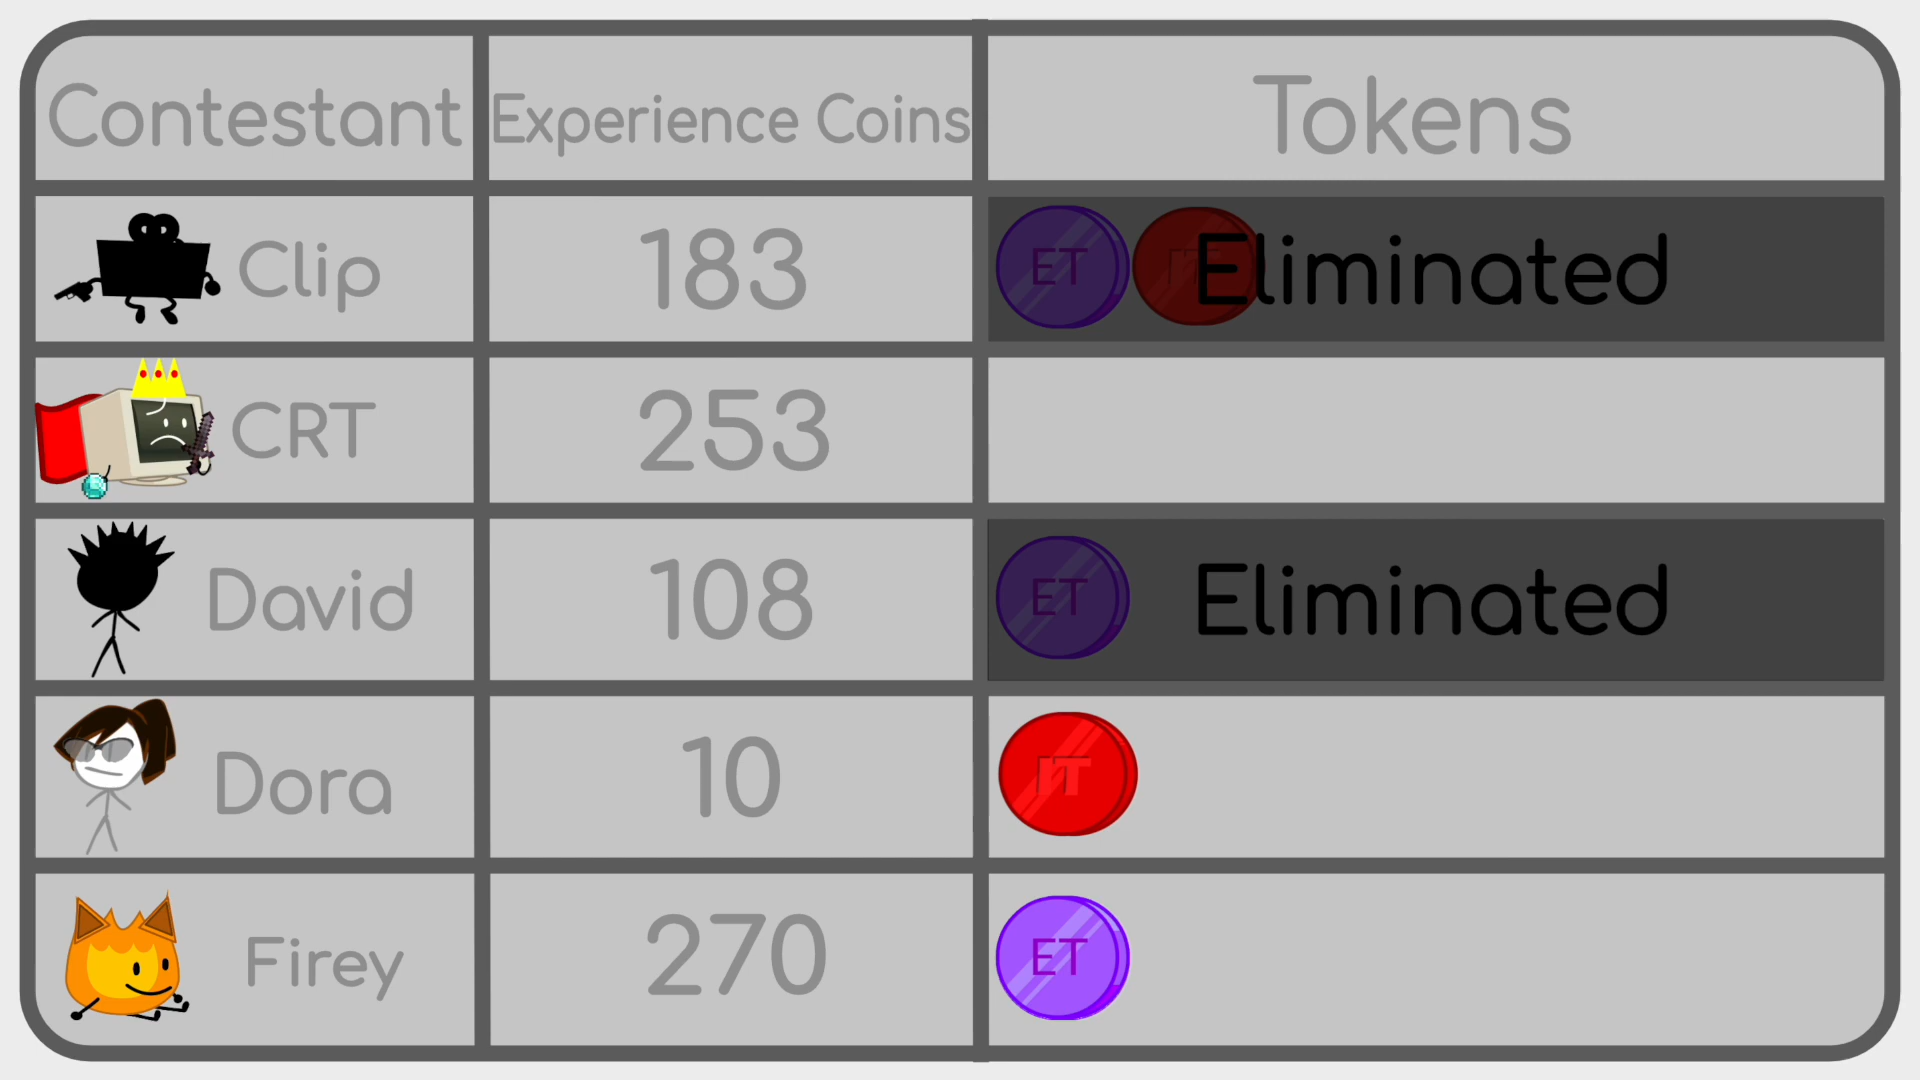 Contestant Experience Coins Tokens
Clip 183 ET IT Eliminated
CRT 253
David 108 ET Eliminated
Dora 10 IT
Firey 270 ET